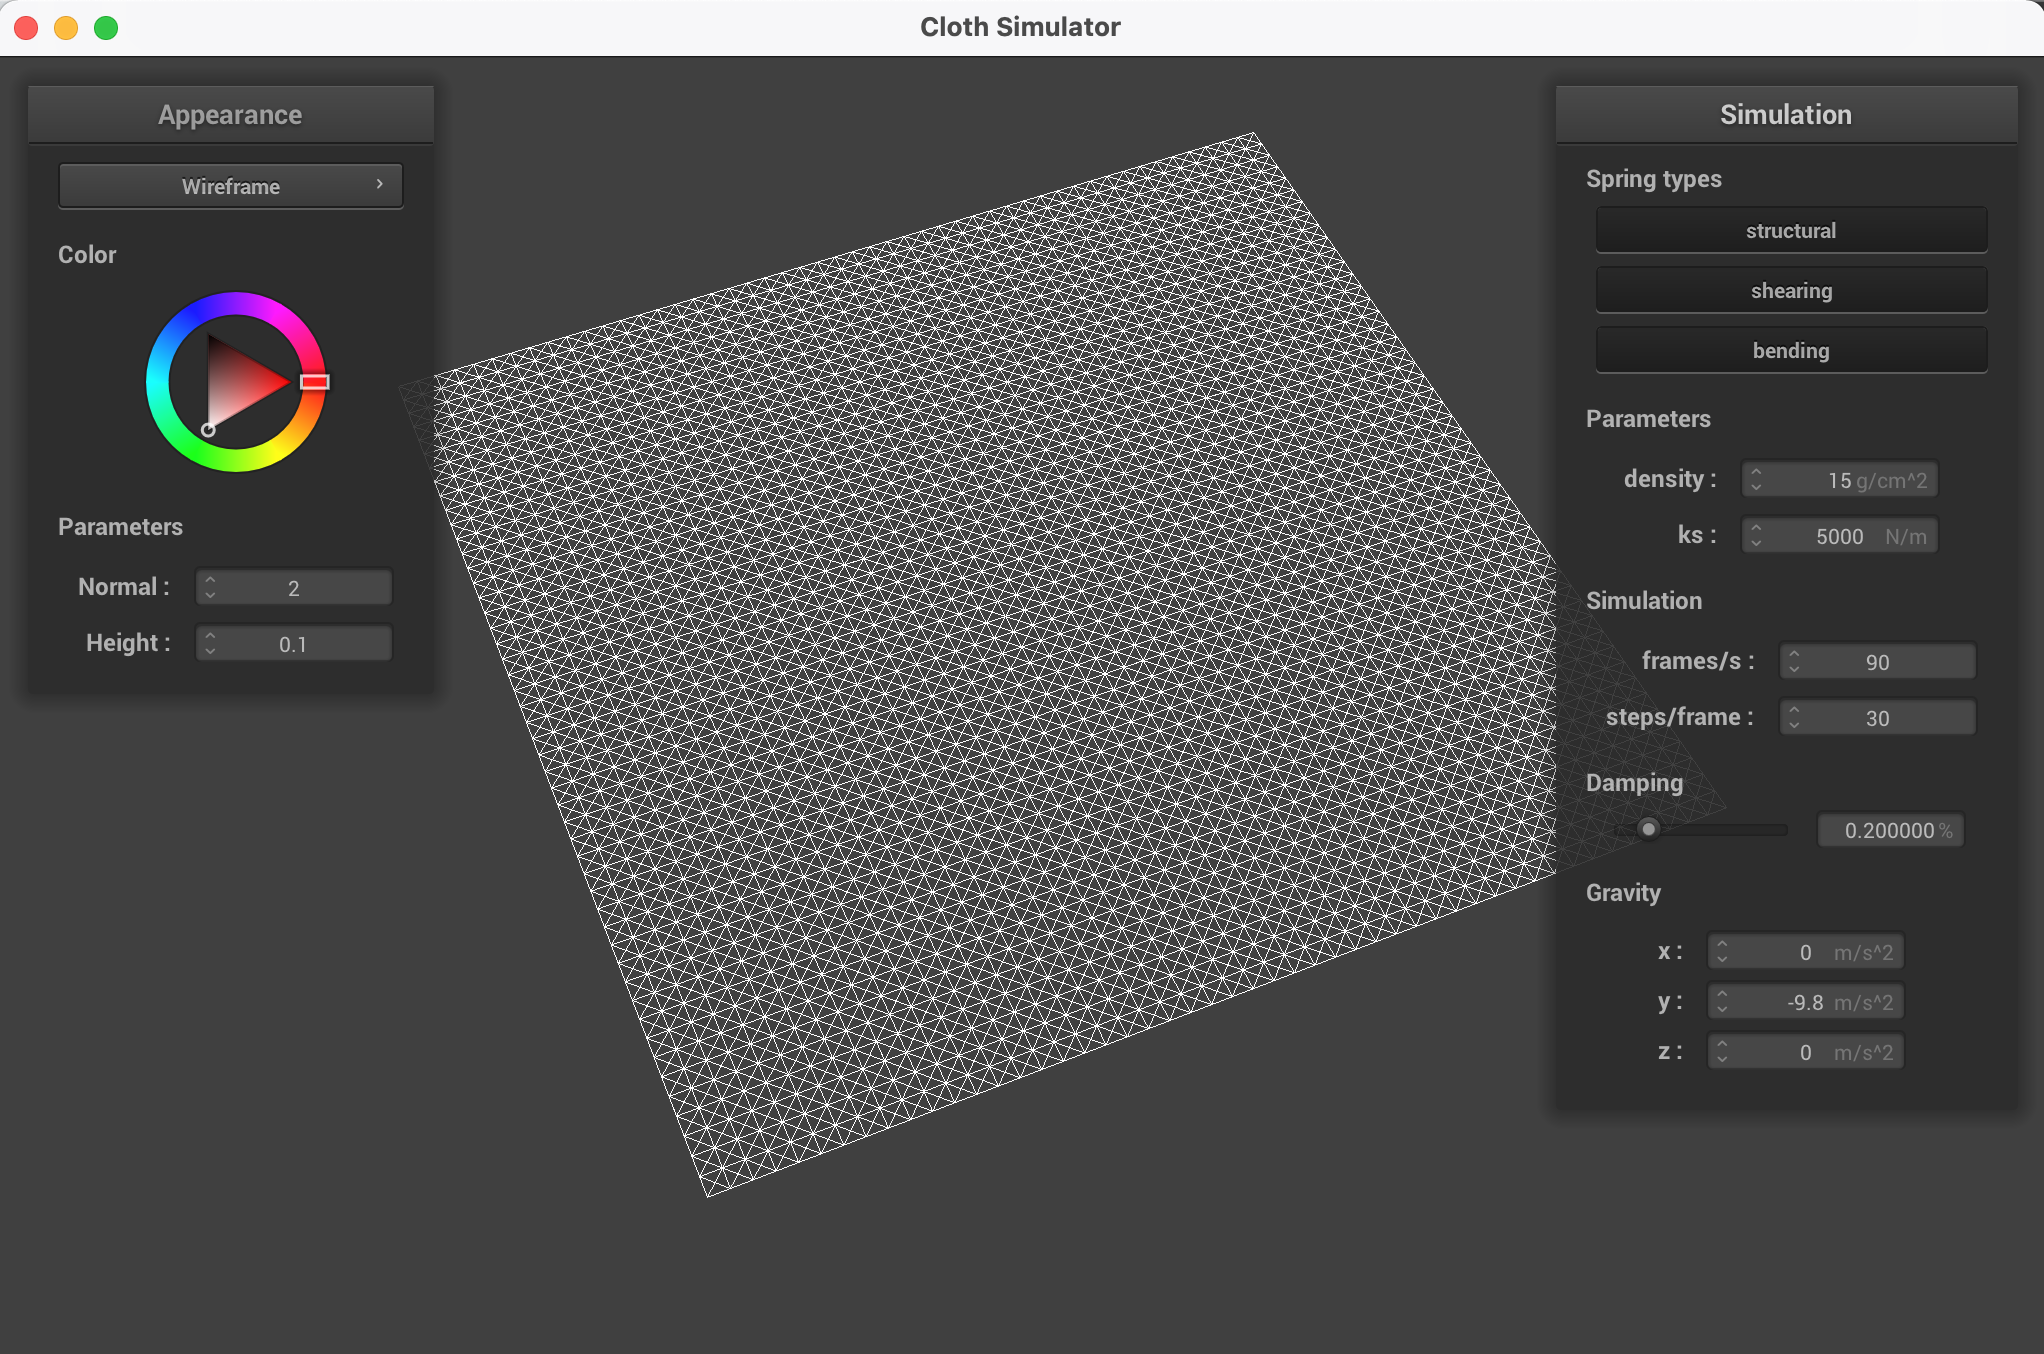 Cloth Simulator
Appearance
Wireframe
Color
Parameters
Normal : 2
Height : 0.1
Simulation
Spring types
structural
shearing
bending
Parameters
density : 15 g/cm^2
ks : 5000 N/m
Simulation
frames/s : 90
steps/frame : 30
Damping
0.200000 %
Gravity
x : 0 m/s^2
y : -9.8 m/s^2
z : 0 m/s^2